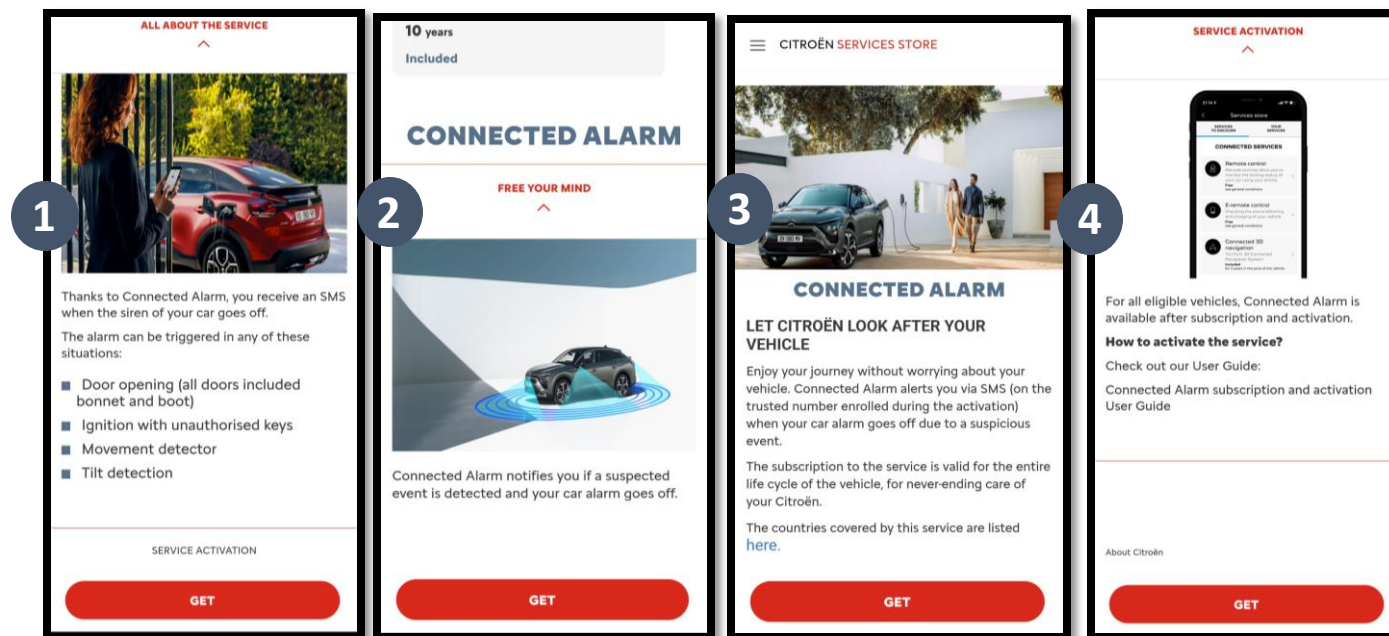 ALL ABOUT THE SERVICE
1
Thanks to Connected Alarm, you receive an SMS
when the siren of your car goes off.
The alarm can be triggered in any of these
situations:
Door opening (all doors included
bonnet and boot)
Ignition with unauthorised keys
Movement detector
Tilt detection
SERVICE ACTIVATION
GET
10 years
Included
CONNECTED ALARM
FREE YOUR MIND
2
Connected Alarm notifies you if a suspected
event is detected and your car alarm goes off.
GET
CITROËN SERVICES STORE
3
CONNECTED ALARM
LET CITROËN LOOK AFTER YOUR
VEHICLE
Enjoy your journey without worrying about your
vehicle. Connected Alarm alerts you via SMS (on the
trusted number enrolled during the activation)
when your car alarm goes off due to a suspicious
event.
The subscription to the service is valid for the entire
life cycle of the vehicle, for never-ending care of
your Citroën.
The countries covered by this service are listed
here.
GET
SERVICE ACTIVATION
4
Services store
SERVICES
TO DISCOVER
YOUR
SERVICES
CONNECTED SERVICES
Remote control
Free
E-remote control
Free
Connected 3D
navigation
Included
For all eligible vehicles, Connected Alarm is
available after subscription and activation.
How to activate the service?
Check out our User Guide:
Connected Alarm subscription and activation
User Guide
About Citroën
GET